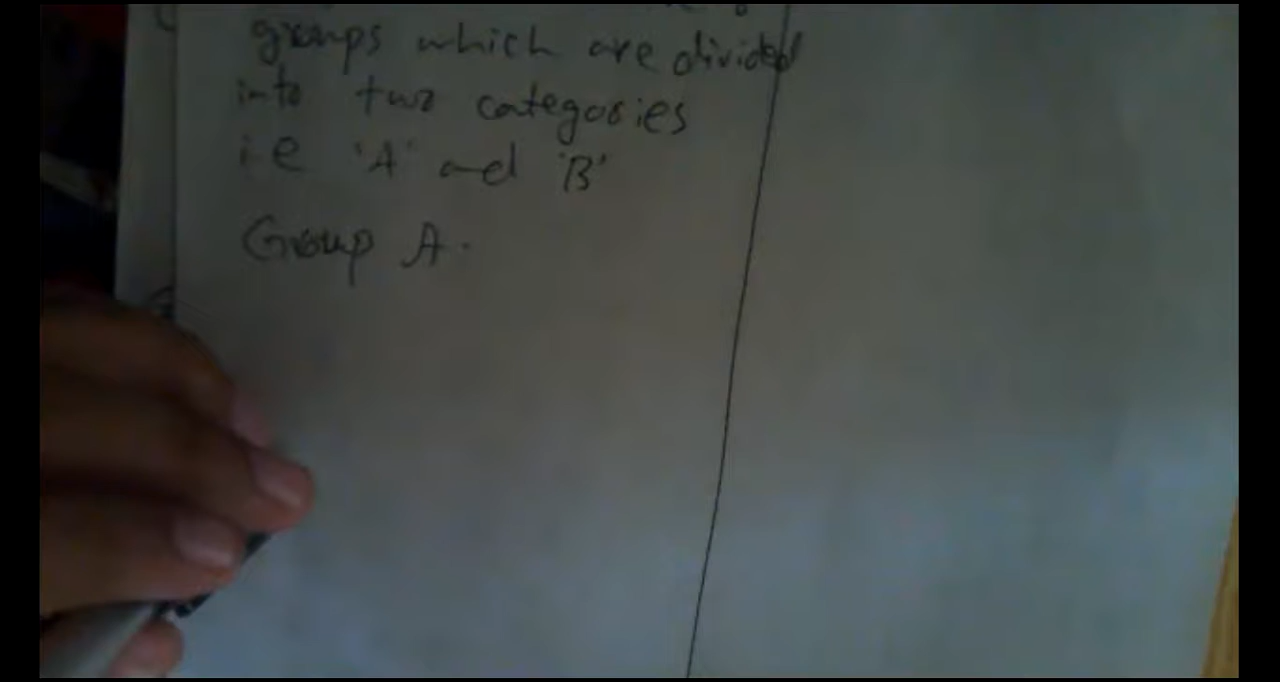 groups which are divided
into two categories
i.e 'A' and 'B'
Group A.